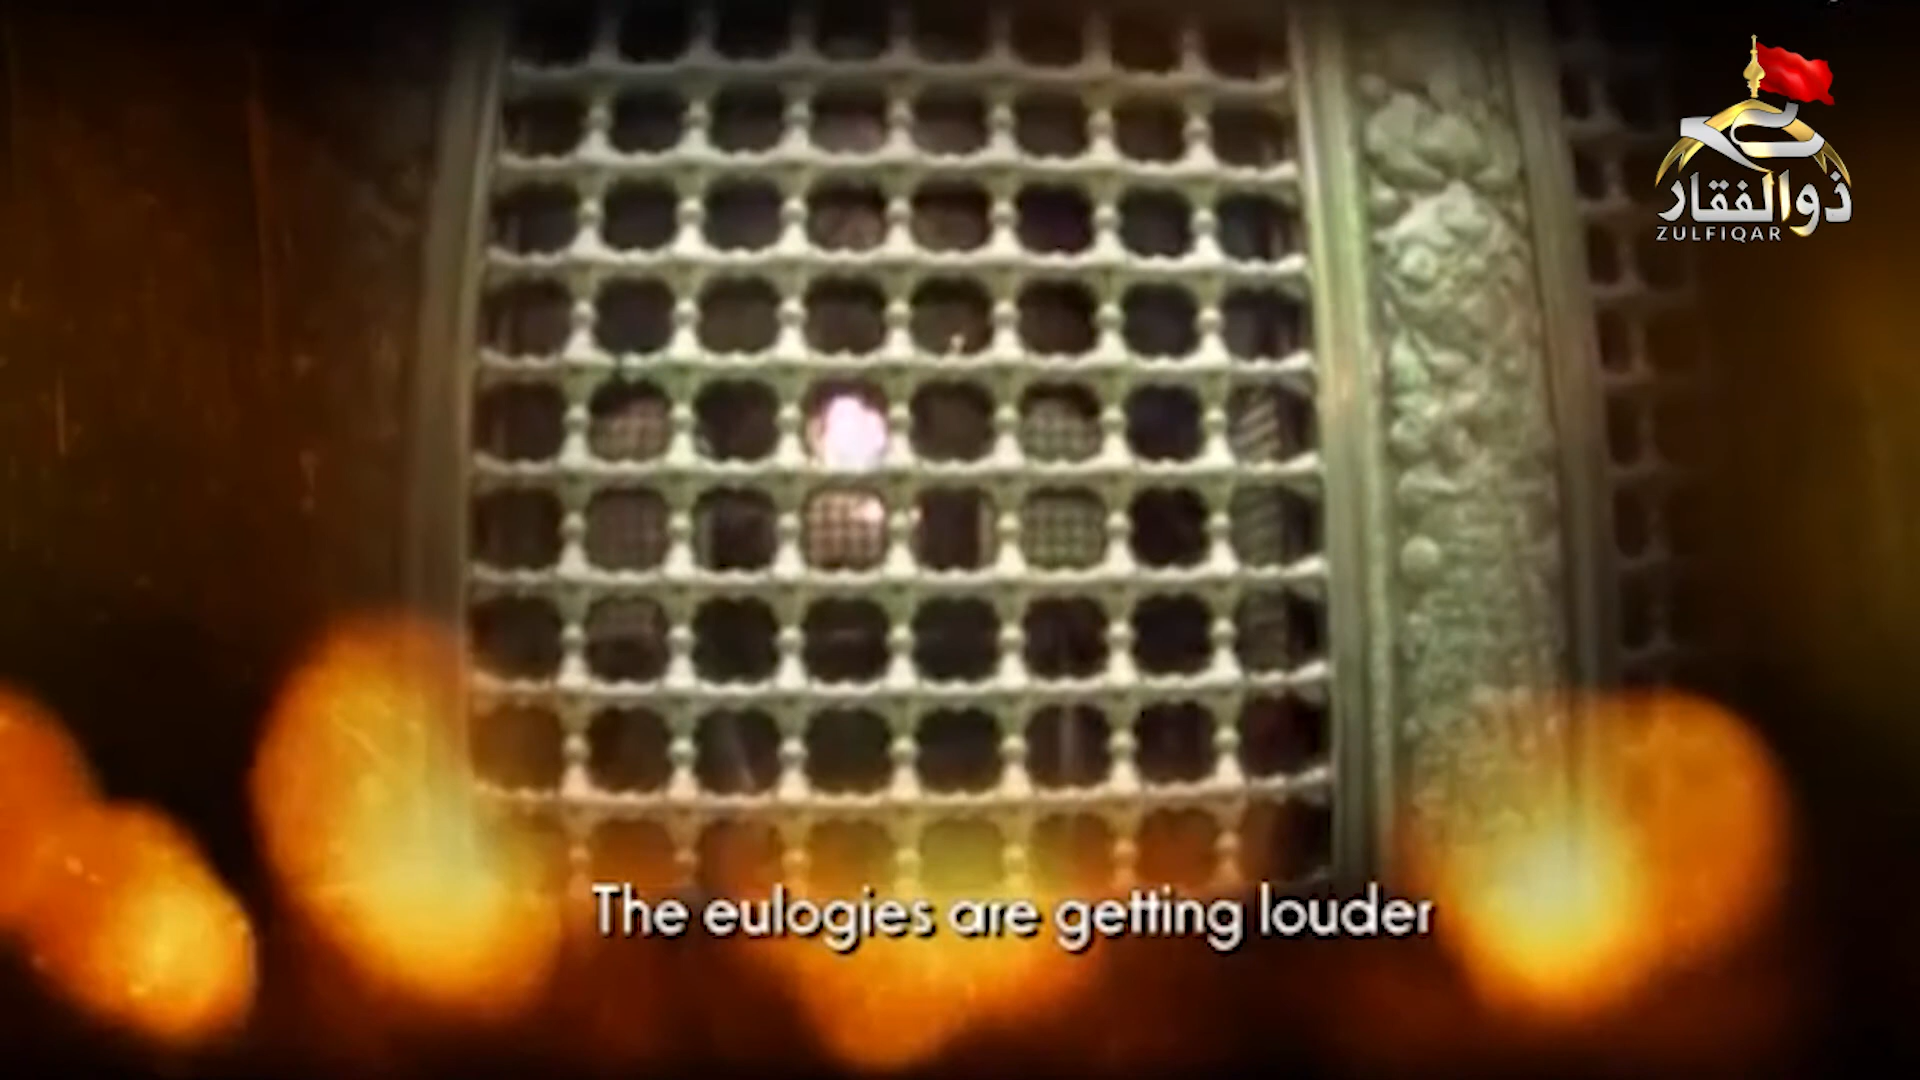 ذوالفقار
ZULFIQAR
The eulogies are getting louder